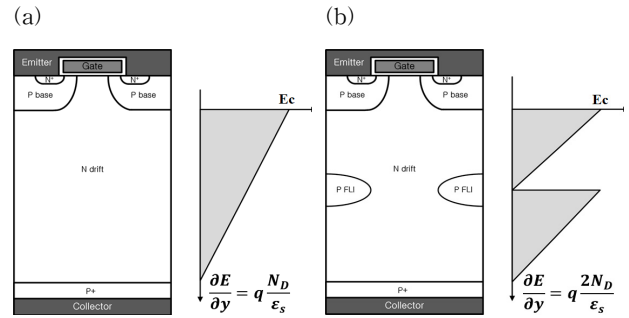 (a)
(b)
Emitter
Gate
N+
N+
P base
P base
N drift
P+
Collector
Ec
∂E/∂y = q N_D/ε_s
Emitter
Gate
N+
N+
P base
P base
N drift
P FLI
P FLI
P+
Collector
Ec
∂E/∂y = q 2N_D/ε_s